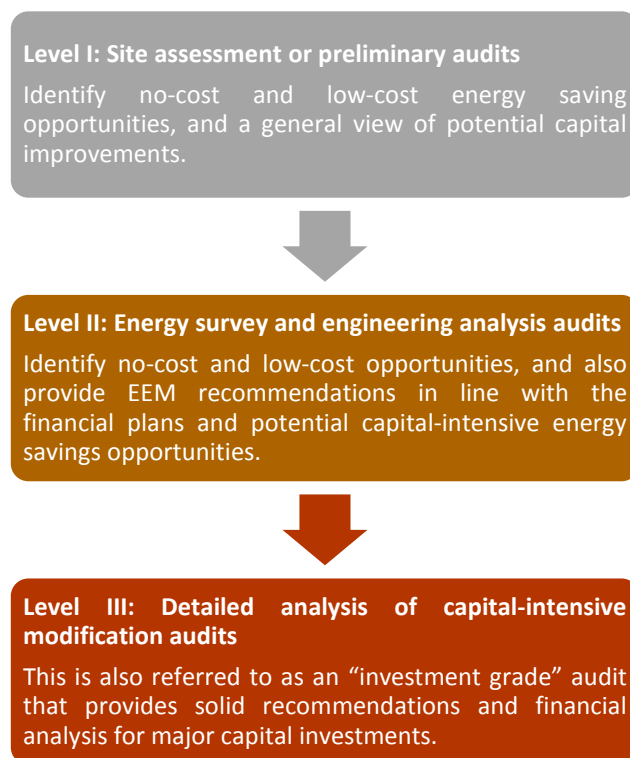 Level I: Site assessment or preliminary audits
Identify no-cost and low-cost energy saving
opportunities, and a general view of potential capital
improvements.
Level II: Energy survey and engineering analysis audits
Identify no-cost and low-cost opportunities, and also
provide EEM recommendations in line with the
financial plans and potential capital-intensive energy
savings opportunities.
Level III: Detailed analysis of capital-intensive
modification audits
This is also referred to as an “investment grade” audit
that provides solid recommendations and financial
analysis for major capital investments.